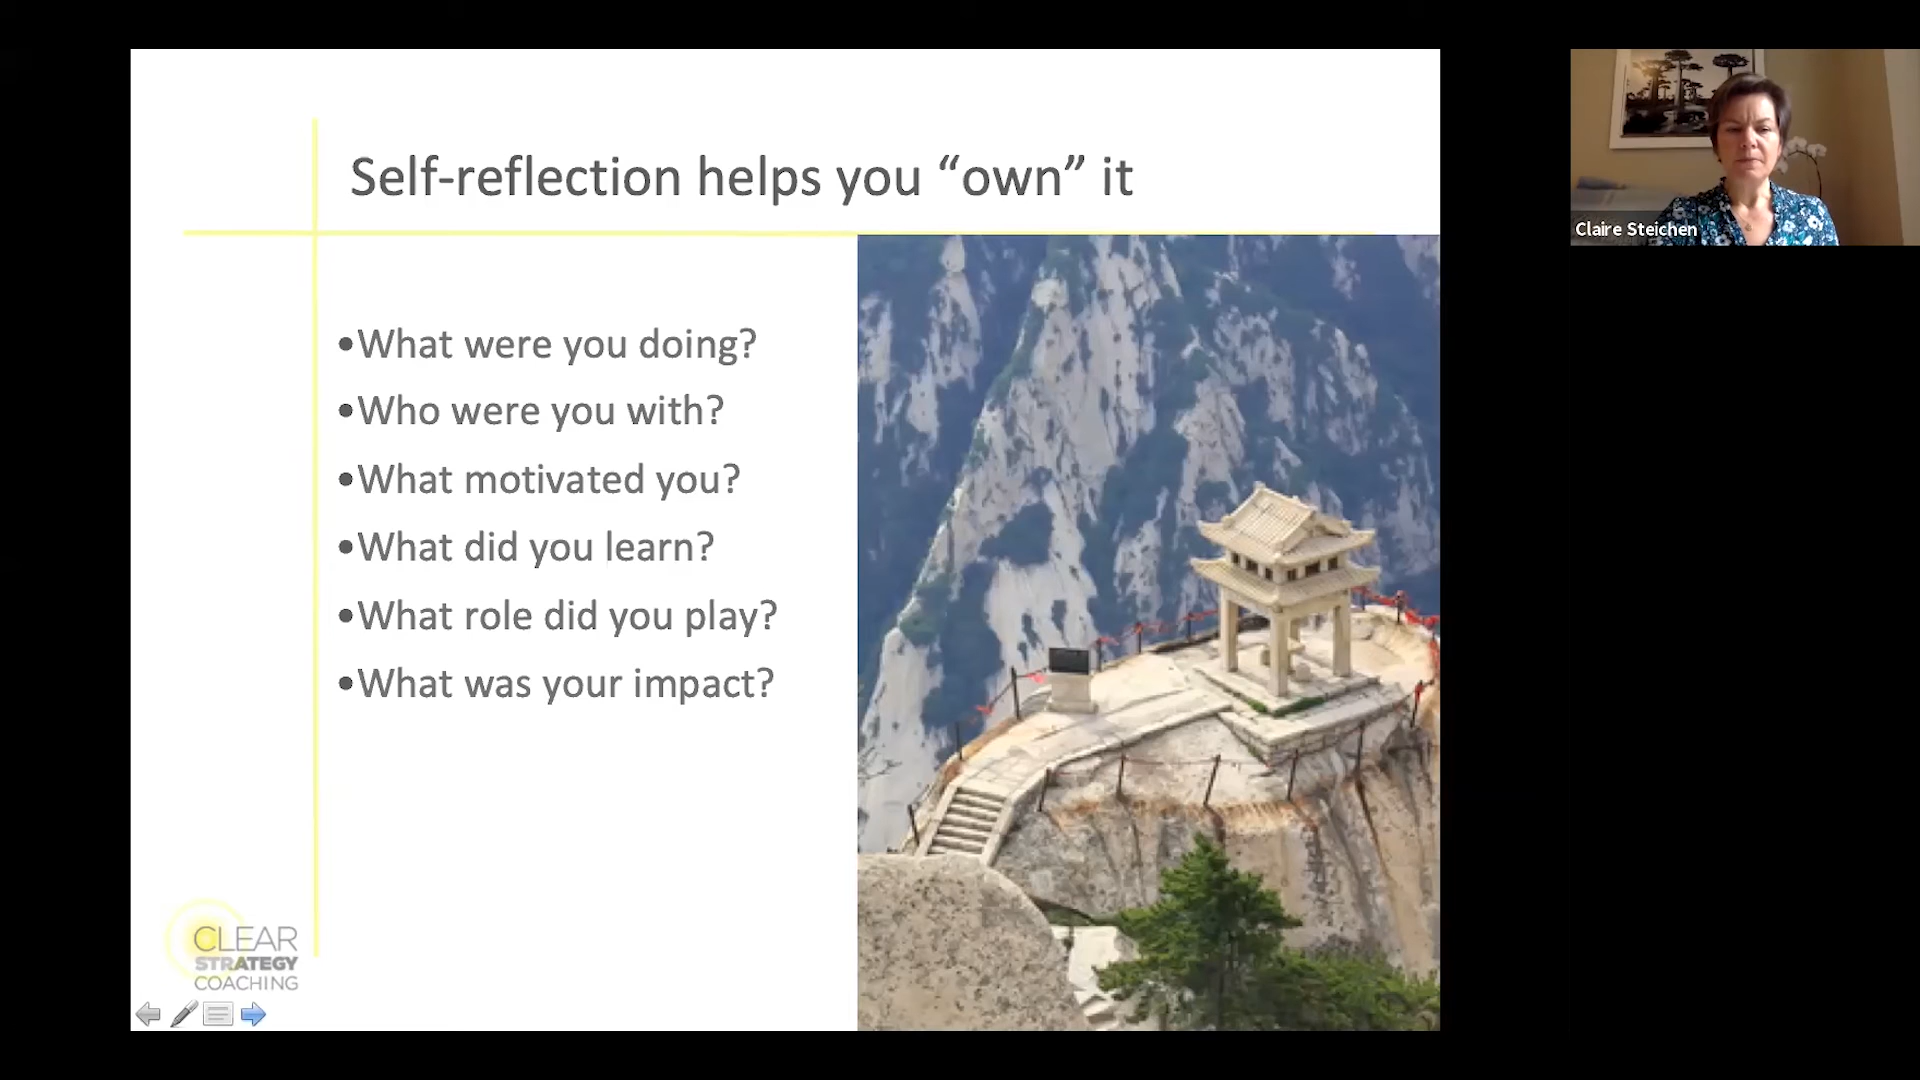 Self-reflection helps you “own” it
•What were you doing?
•Who were you with?
•What motivated you?
•What did you learn?
•What role did you play?
•What was your impact?
CLEAR
STRATEGY
COACHING
Claire Steichen